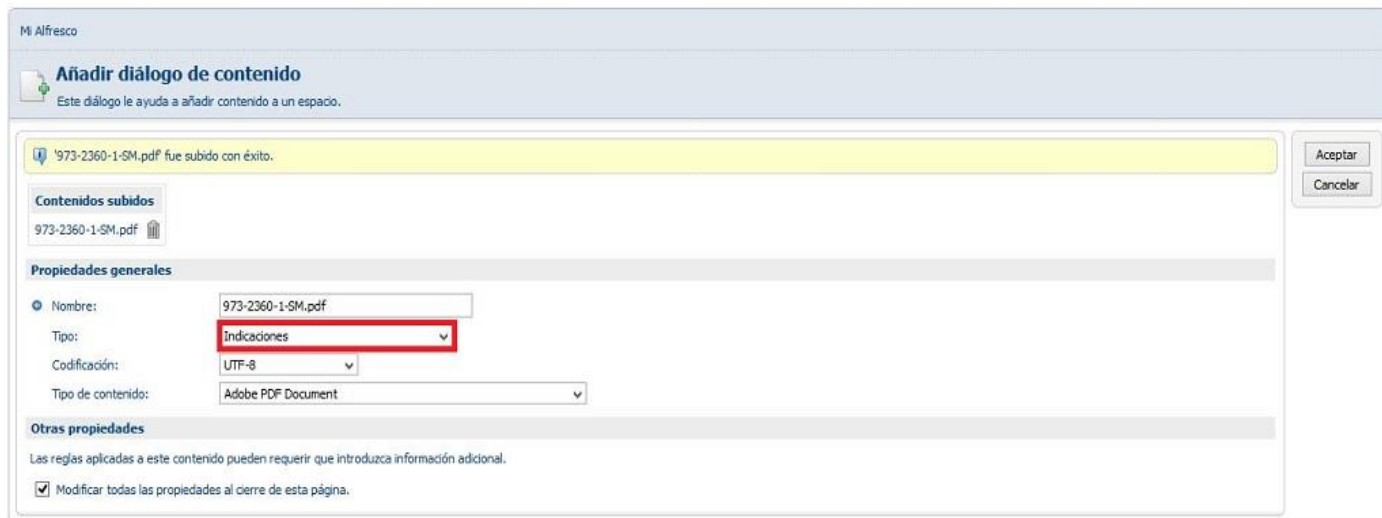 Mi Alfresco
Añadir diálogo de contenido
Este diálogo le ayuda a añadir contenido a un espacio.
'973-2360-1-SM.pdf' fue subido con éxito.
Aceptar
Cancelar
Contenidos subidos
973-2360-1-SM.pdf
Propiedades generales
Nombre: 973-2360-1-SM.pdf
Tipo: Indicaciones
Codificación: UTF-8
Tipo de contenido: Adobe PDF Document
Otras propiedades
Las reglas aplicadas a este contenido pueden requerir que introduzca información adicional.
Modificar todas las propiedades al cierre de esta página.